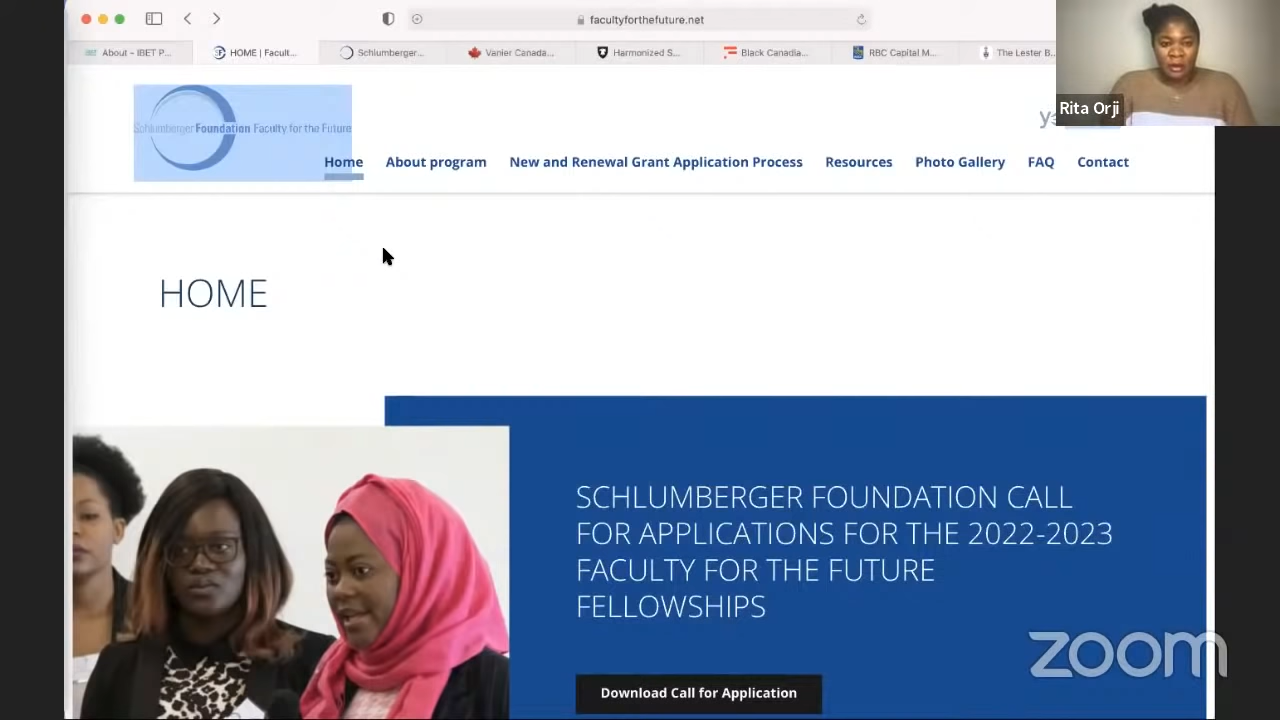 facultyforthefuture.net
About – IBET P...
HOME | Facult...
Schlumberger...
Vanier Canada...
Harmonized S...
Black Canadia...
RBC Capital M...
The Lester B...
Rita Orji
SchlumbergerFoundation Faculty for the Future
Home About program New and Renewal Grant Application Process Resources Photo Gallery FAQ Contact
HOME
SCHLUMBERGER FOUNDATION CALL
FOR APPLICATIONS FOR THE 2022-2023
FACULTY FOR THE FUTURE
FELLOWSHIPS
Download Call for Application
zoom